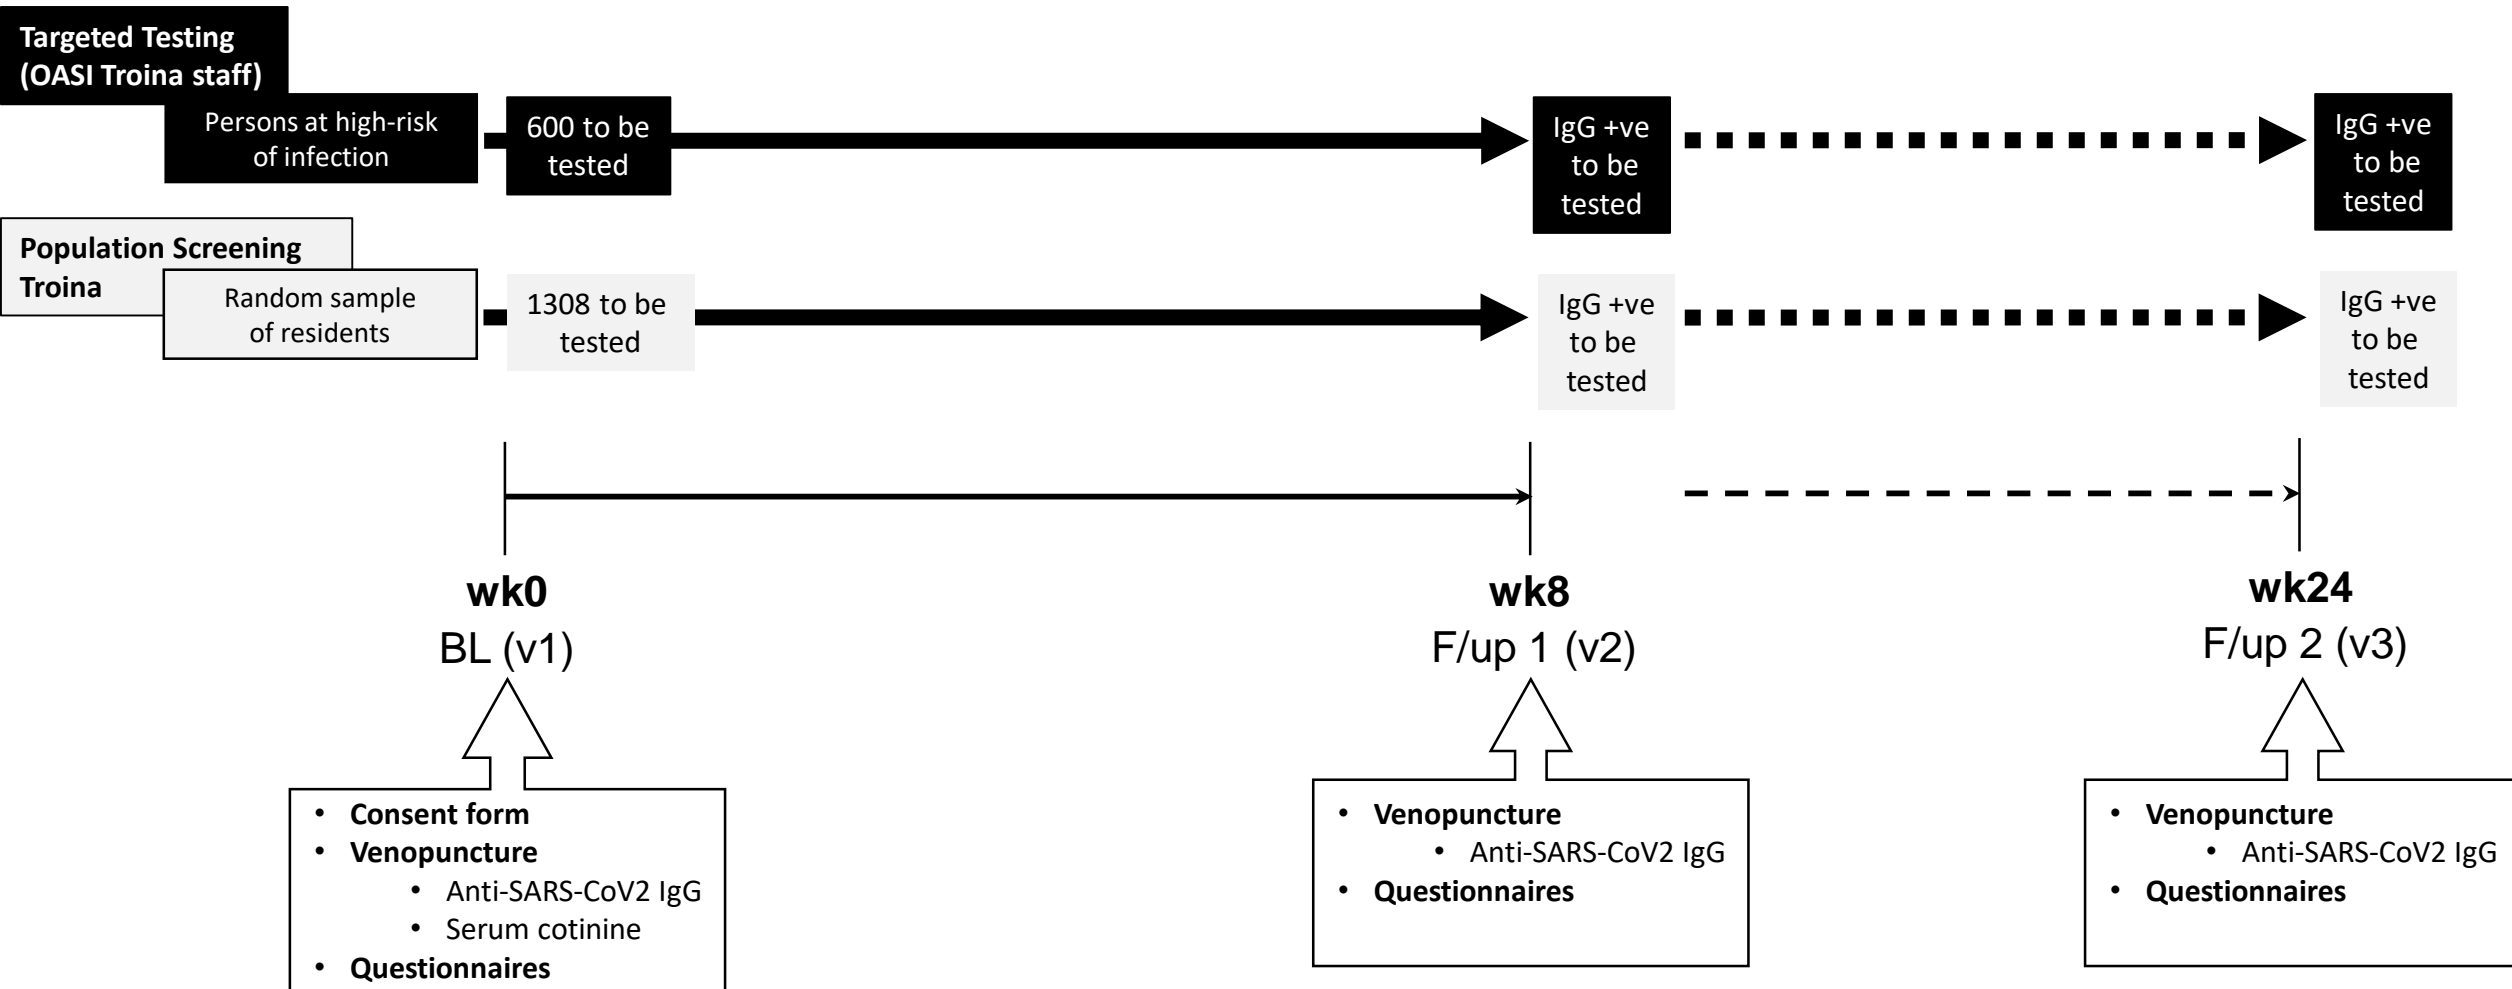 Targeted Testing
(OASI Troina staff)
Persons at high-risk
of infection
600 to be
tested
IgG +ve
to be
tested
IgG +ve
to be
tested
Population Screening
Troina
Random sample
of residents
1308 to be
tested
IgG +ve
to be
tested
IgG +ve
to be
tested
wk0
BL (v1)
wk8
F/up 1 (v2)
wk24
F/up 2 (v3)
• Consent form
• Venopuncture
• Anti-SARS-CoV2 IgG
• Serum cotinine
• Questionnaires
• Venopuncture
• Anti-SARS-CoV2 IgG
• Questionnaires
• Venopuncture
• Anti-SARS-CoV2 IgG
• Questionnaires